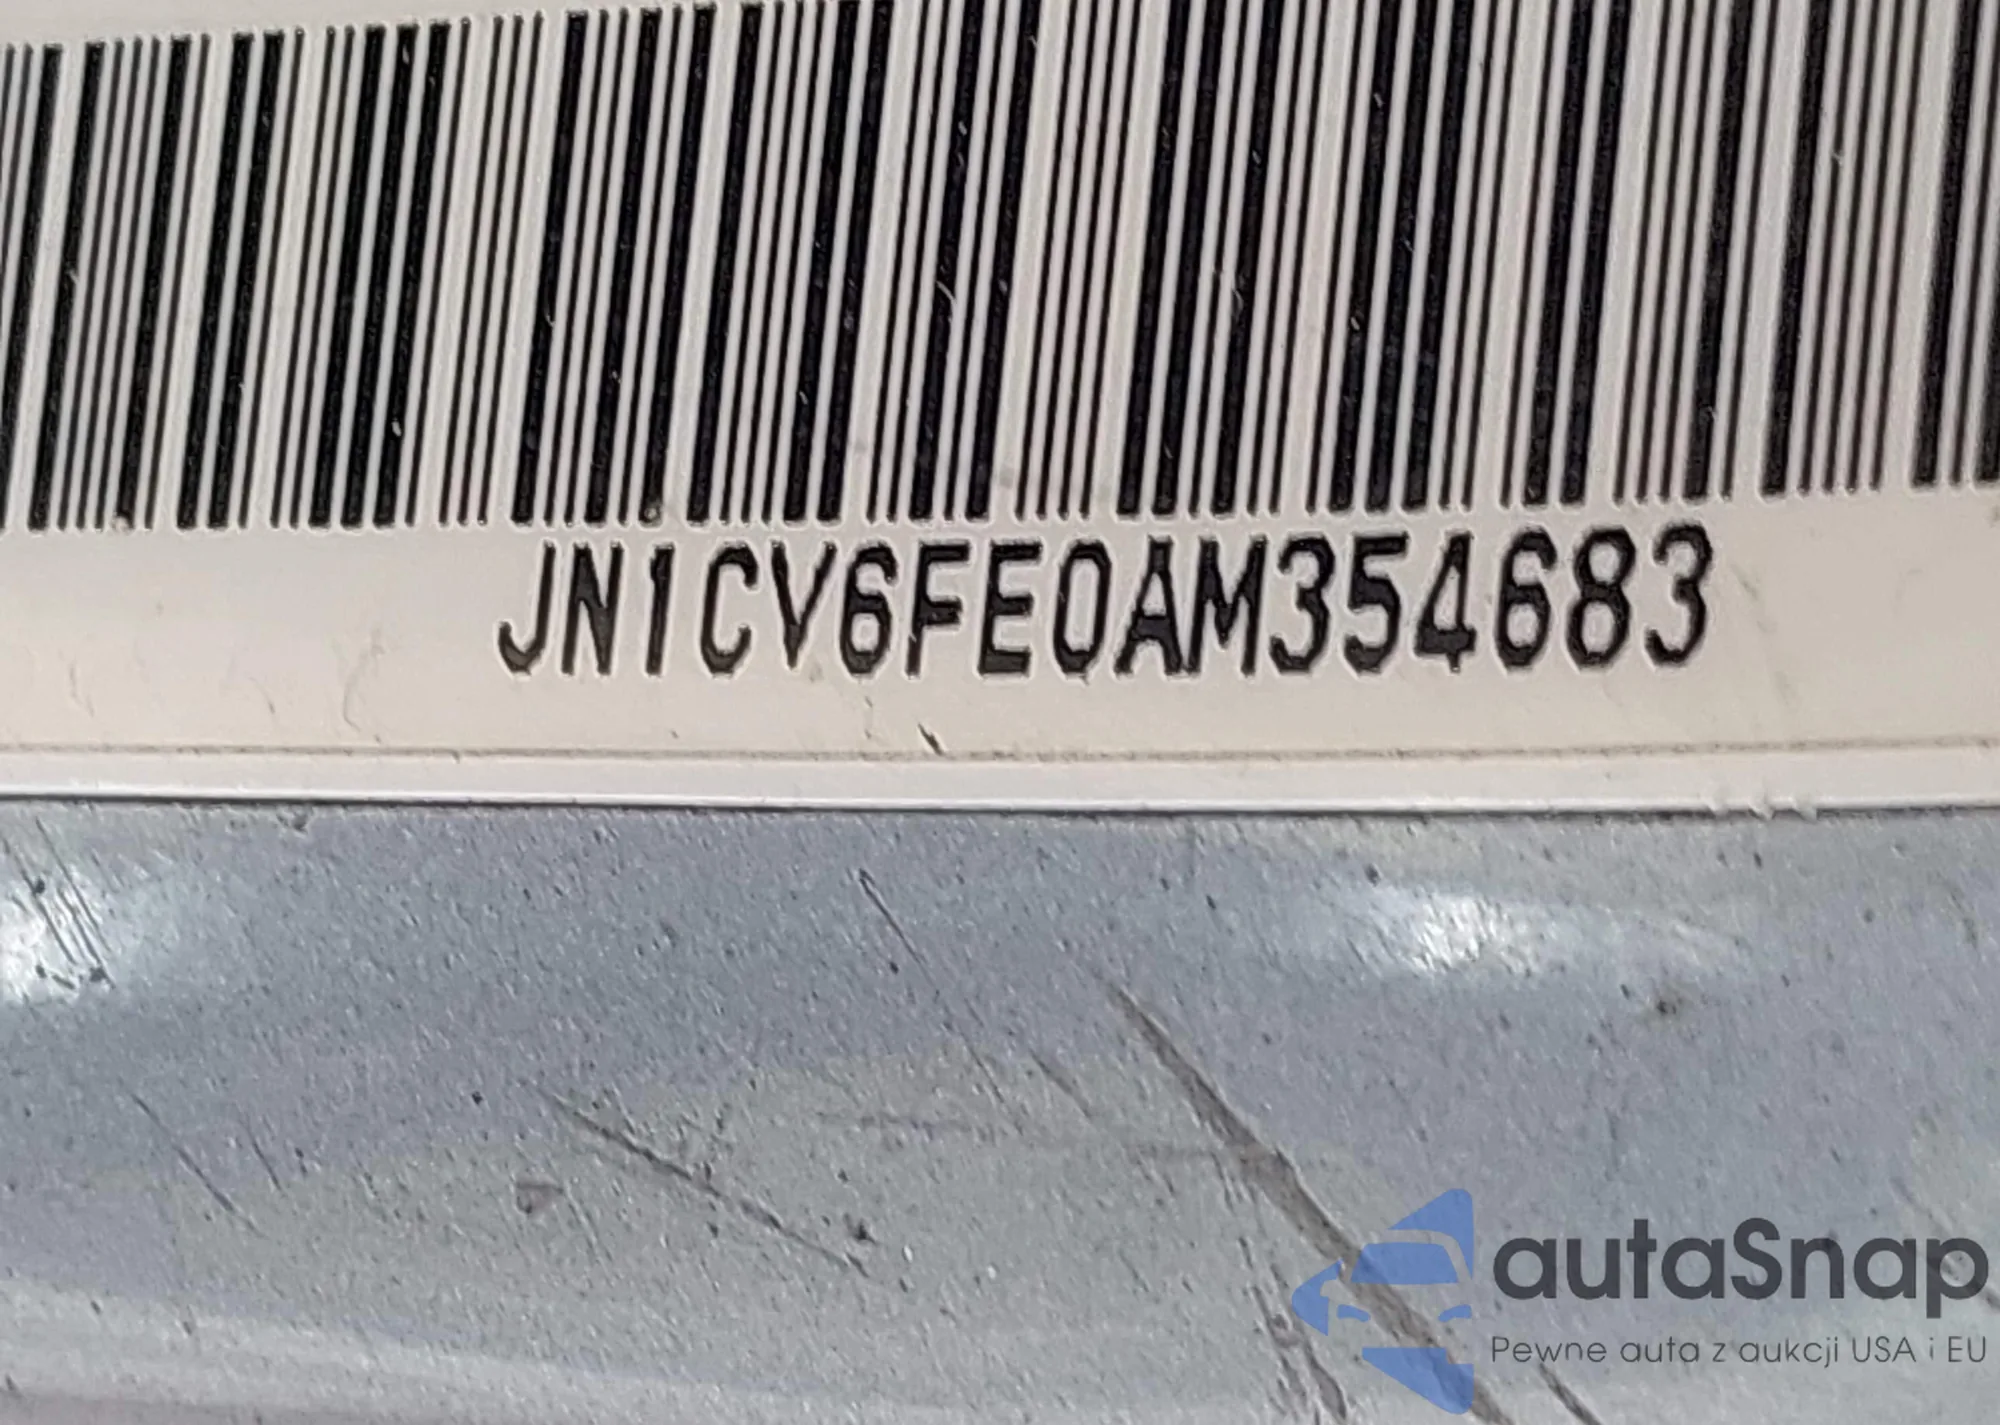 JN1CV6FE0AM354683
autaSnap
Pewne auta z aukcji USA i EU